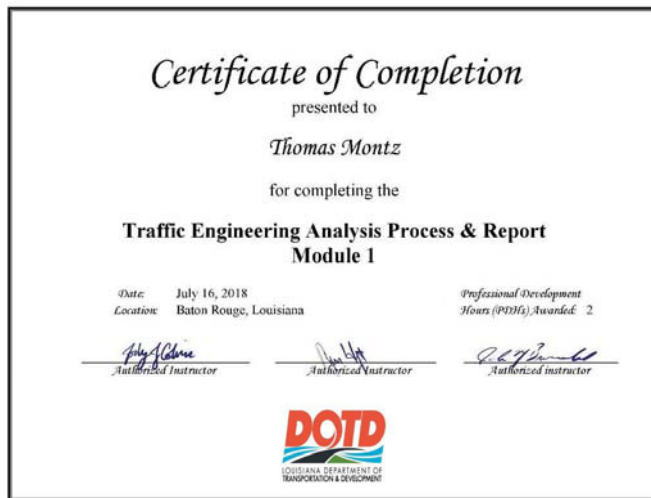 Certificate of Completion
presented to
Thomas Montz
for completing the
Traffic Engineering Analysis Process & Report
Module 1
Date: July 16, 2018
Location: Baton Rouge, Louisiana
Professional Development
Hours (PDHs) Awarded: 2
Authorized Instructor
Authorized Instructor
Authorized instructor
DOTD
LOUISIANA DEPARTMENT OF
TRANSPORTATION & DEVELOPMENT